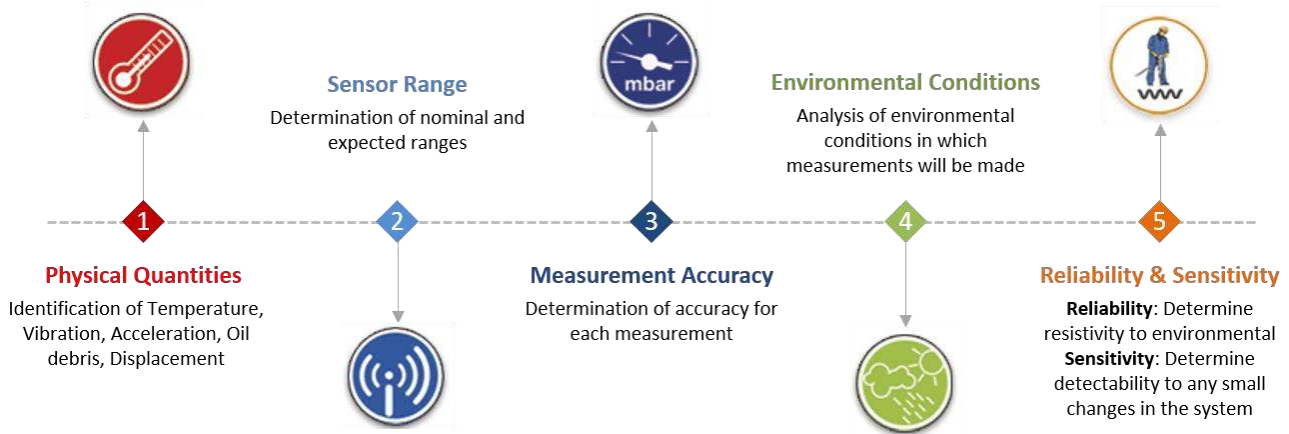 1
Physical Quantities
Identification of Temperature,
Vibration, Acceleration, Oil
debris, Displacement
Sensor Range
Determination of nominal and
expected ranges
2
mbar
3
Measurement Accuracy
Determination of accuracy for
each measurement
Environmental Conditions
Analysis of environmental
conditions in which
measurements will be made
4
5
Reliability & Sensitivity
Reliability: Determine
resistivity to environmental
Sensitivity: Determine
detectability to any small
changes in the system